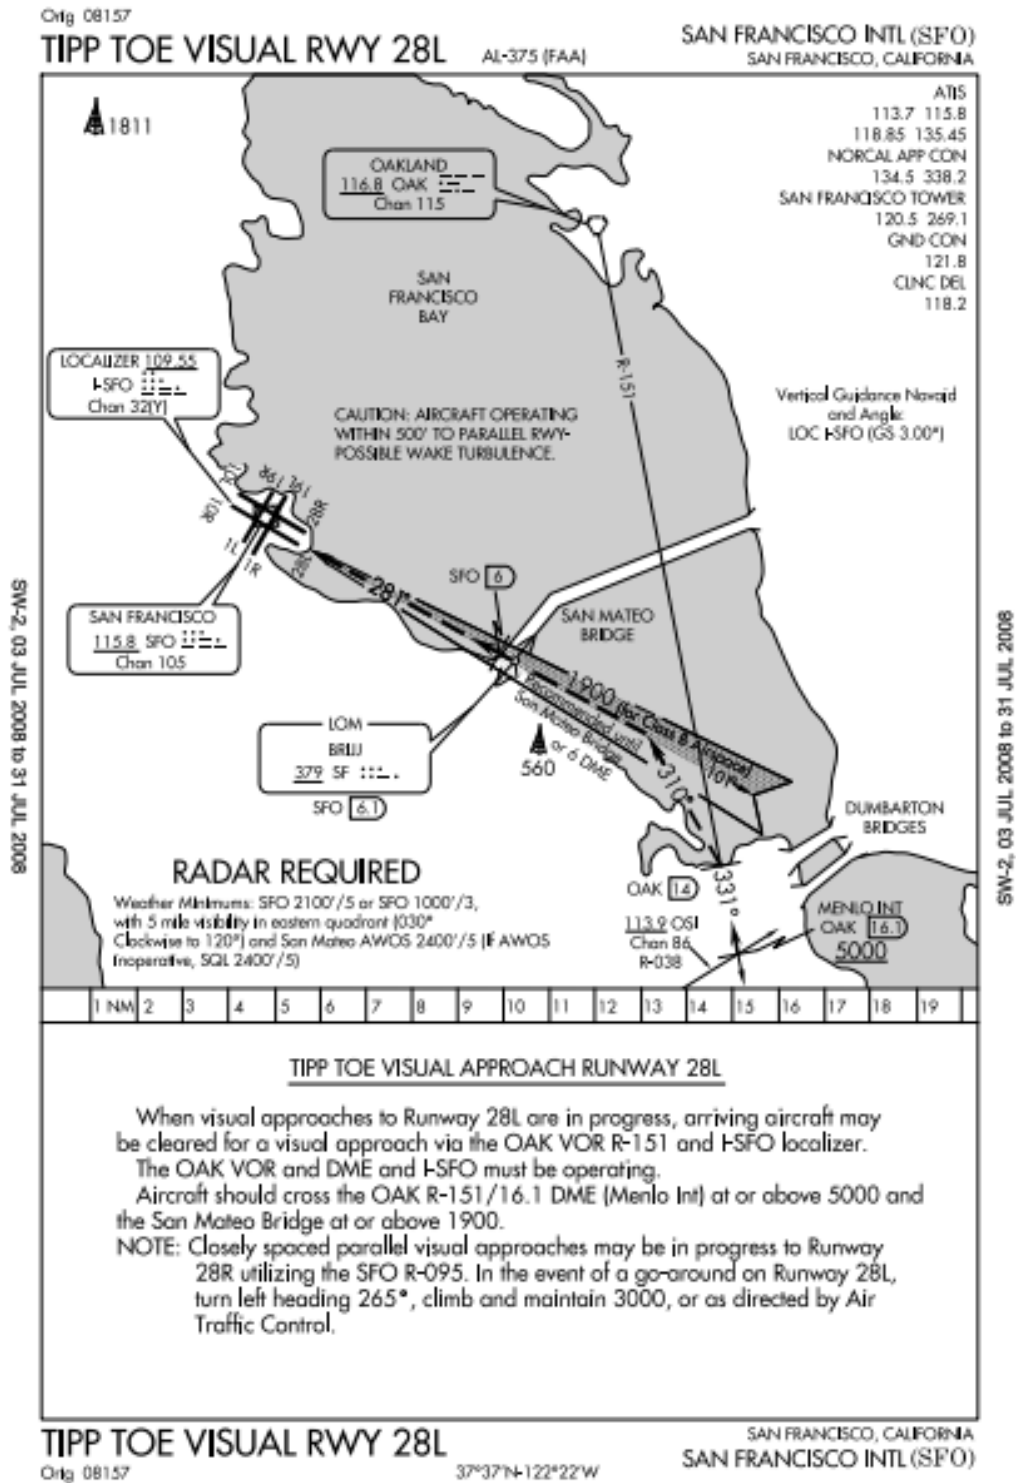 Orig 08157
TIPP TOE VISUAL RWY 28L
AL-375 (FAA)
SAN FRANCISCO INTL (SFO)
SAN FRANCISCO, CALIFORNIA
1811
OAKLAND
116.8 OAK
Chan 115
ATIS
113.7 115.8
118.85 135.45
NORCAL APP CON
134.5 338.2
SAN FRANCISCO TOWER
120.5 269.1
GND CON
121.8
CLNC DEL
118.2
SAN
FRANCISCO
BAY
R-151
LOCALIZER 109.55
I-SFO
Chan 32(Y)
Vertical Guidance Navaid
and Angle:
LOC I-SFO (GS 3.00°)
CAUTION: AIRCRAFT OPERATING
WITHIN 500' TO PARALLEL RWY-
POSSIBLE WAKE TURBULENCE.
10L
19R
19L
28R
10R
1L
1R
28L
281°
SFO 6
SAN MATEO
BRIDGE
SAN FRANCISCO
115.8 SFO
Chan 105
1900 (for Class B Airspace)
Recommended until
San Mateo Bridge
or 6 DME
101°
310°
560
LOM
BRIJJ
379 SF
SFO 6.1
DUMBARTON
BRIDGES
OAK 14
331°
MENLO INT
OAK 16.1
5000
113.9 OSI
Chan 86
R-038
RADAR REQUIRED
Weather Minimums: SFO 2100'/5 or SFO 1000'/3,
with 5 mile visibility in eastern quadrant (030°
Clockwise to 120°) and San Mateo AWOS 2400'/5 (If AWOS
Inoperative, SQL 2400'/5)
1 NM 2 3 4 5 6 7 8 9 10 11 12 13 14 15 16 17 18 19
SW-2, 03 JUL 2008 to 31 JUL 2008
SW-2, 03 JUL 2008 to 31 JUL 2008
TIPP TOE VISUAL APPROACH RUNWAY 28L
When visual approaches to Runway 28L are in progress, arriving aircraft may
be cleared for a visual approach via the OAK VOR R-151 and I-SFO localizer.
The OAK VOR and DME and I-SFO must be operating.
Aircraft should cross the OAK R-151/16.1 DME (Menlo Int) at or above 5000 and
the San Mateo Bridge at or above 1900.
NOTE: Closely spaced parallel visual approaches may be in progress to Runway
28R utilizing the SFO R-095. In the event of a go-around on Runway 28L,
turn left heading 265°, climb and maintain 3000, or as directed by Air
Traffic Control.
TIPP TOE VISUAL RWY 28L
Orig 08157
37°37'N-122°22'W
SAN FRANCISCO, CALIFORNIA
SAN FRANCISCO INTL (SFO)